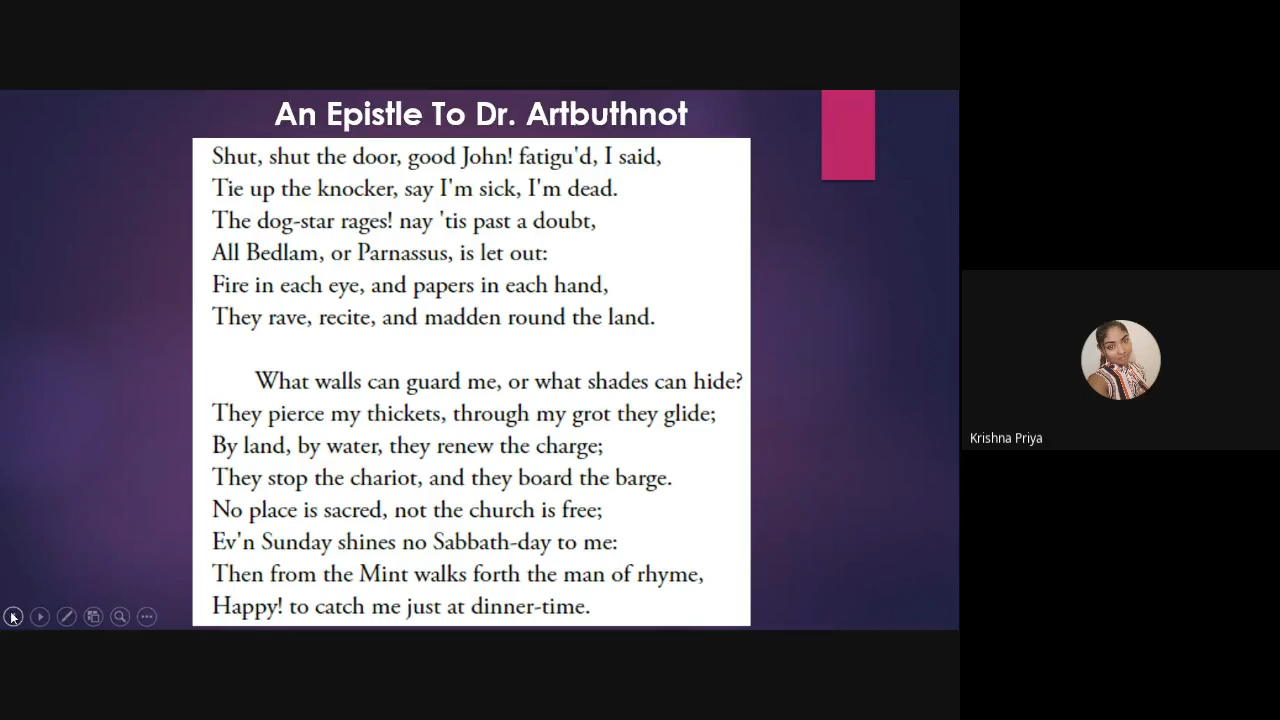 An Epistle To Dr. Artbuthnot
Shut, shut the door, good John! fatigu'd, I said,
Tie up the knocker, say I'm sick, I'm dead.
The dog-star rages! nay 'tis past a doubt,
All Bedlam, or Parnassus, is let out:
Fire in each eye, and papers in each hand,
They rave, recite, and madden round the land.
What walls can guard me, or what shades can hide?
They pierce my thickets, through my grot they glide;
By land, by water, they renew the charge;
They stop the chariot, and they board the barge.
No place is sacred, not the church is free;
Ev'n Sunday shines no Sabbath-day to me:
Then from the Mint walks forth the man of rhyme,
Happy! to catch me just at dinner-time.
Krishna Priya